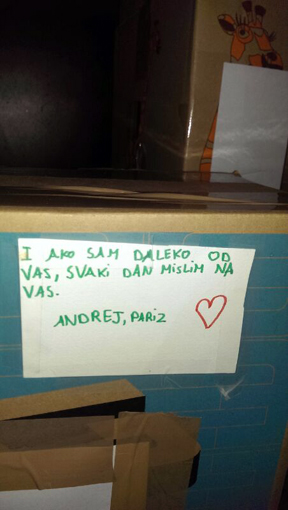 I AKO SAM DALEKO OD
VAS, SVAKI DAN MISLIM NA
VAS.
ANDREJ, PARIZ